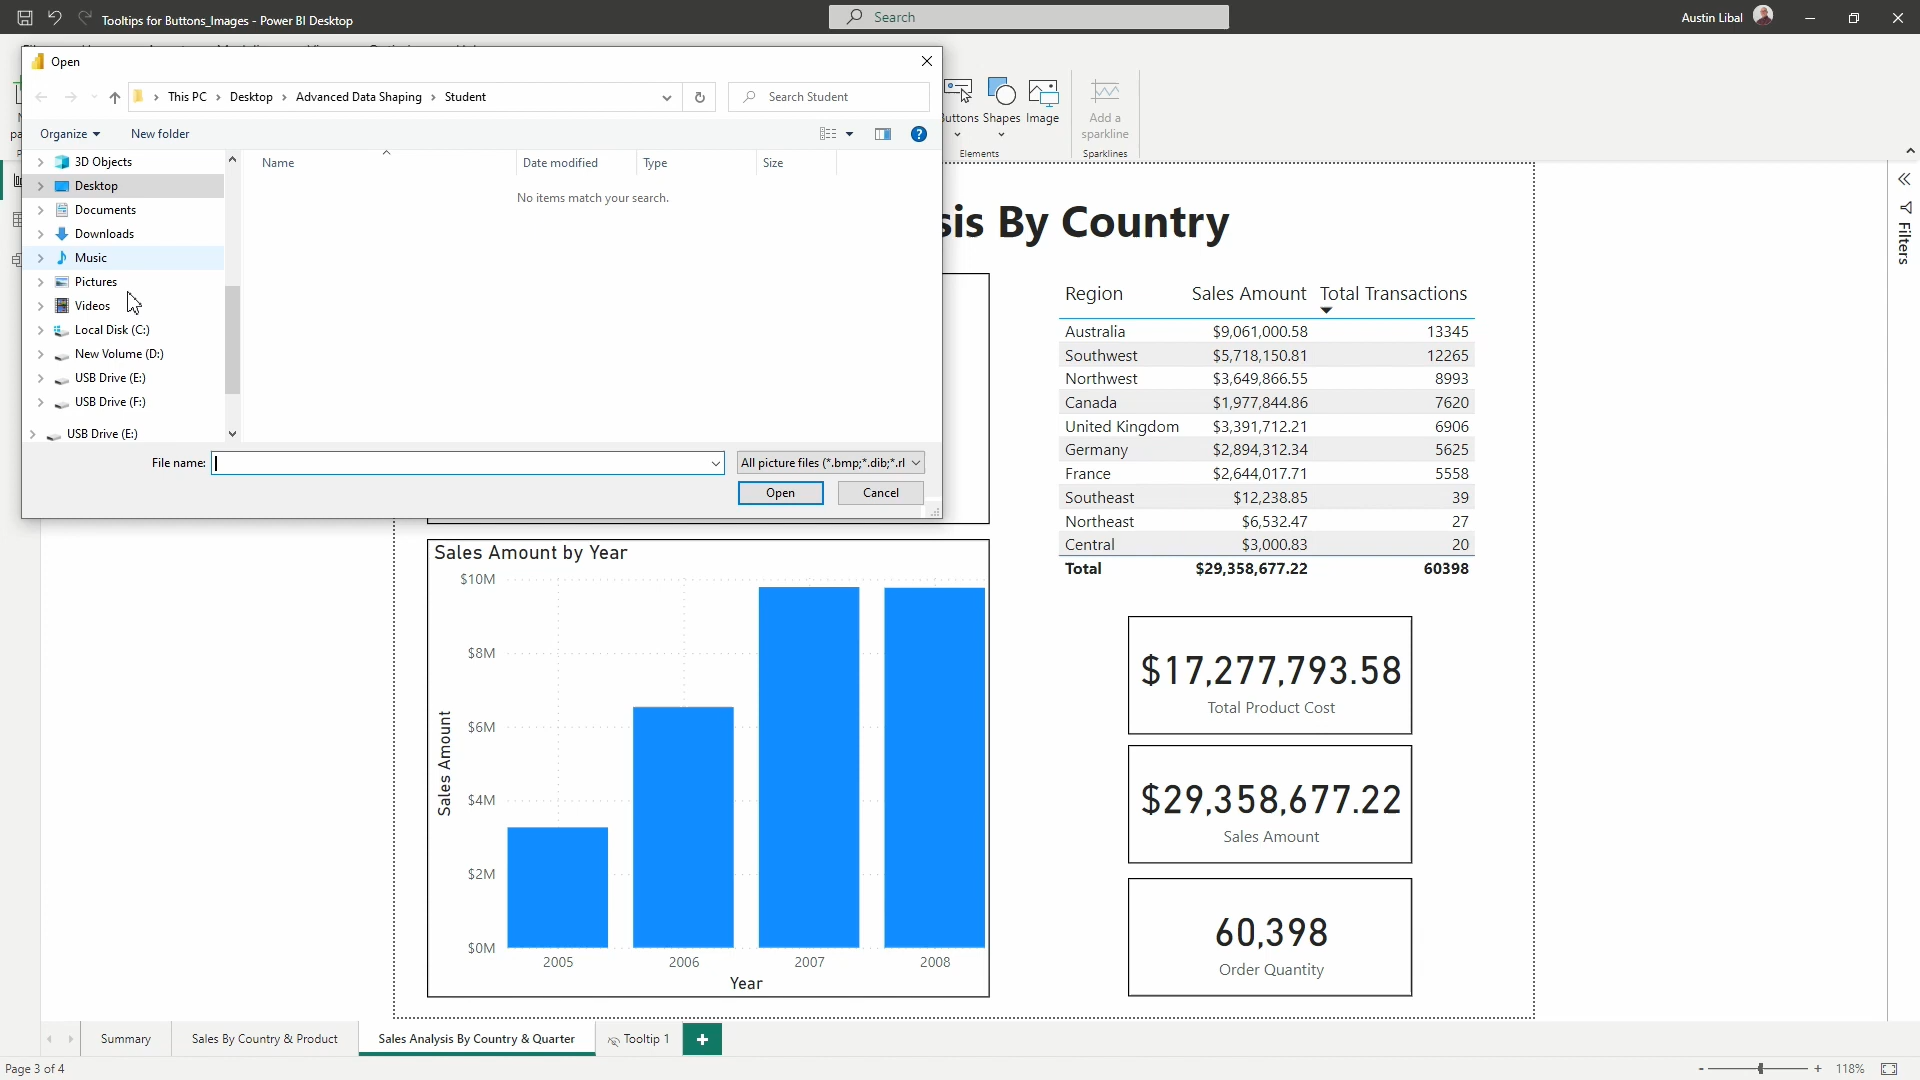 Tooltips for Buttons_Images - Power BI Desktop
Search
Austin Libal
Open
This PC > Desktop > Advanced Data Shaping > Student
Search Student
Organize
New folder
3D Objects
Desktop
Documents
Downloads
Music
Pictures
Videos
Local Disk (C:)
New Volume (D:)
USB Drive (E:)
USB Drive (F:)
USB Drive (E:)
Name
Date modified
Type
Size
No items match your search.
File name:
All picture files (*.bmp;*.dib;*.rl
Open
Cancel
uttons
Shapes
Image
Add a
sparkline
Elements
Sparklines
Filters
sis By Country
Region Sales Amount Total Transactions
Australia $9,061,000.58 13345
Southwest $5,718,150.81 12265
Northwest $3,649,866.55 8993
Canada $1,977,844.86 7620
United Kingdom $3,391,712.21 6906
Germany $2,894,312.34 5625
France $2,644,017.71 5558
Southeast $12,238.85 39
Northeast $6,532.47 27
Central $3,000.83 20
Total $29,358,677.22 60398
Sales Amount by Year
$10M
$8M
$6M
$4M
$2M
$0M
Sales Amount
2005 2006 2007 2008
Year
$17,277,793.58
Total Product Cost
$29,358,677.22
Sales Amount
60,398
Order Quantity
Summary
Sales By Country & Product
Sales Analysis By Country & Quarter
Tooltip 1
+
Page 3 of 4
- + 118%